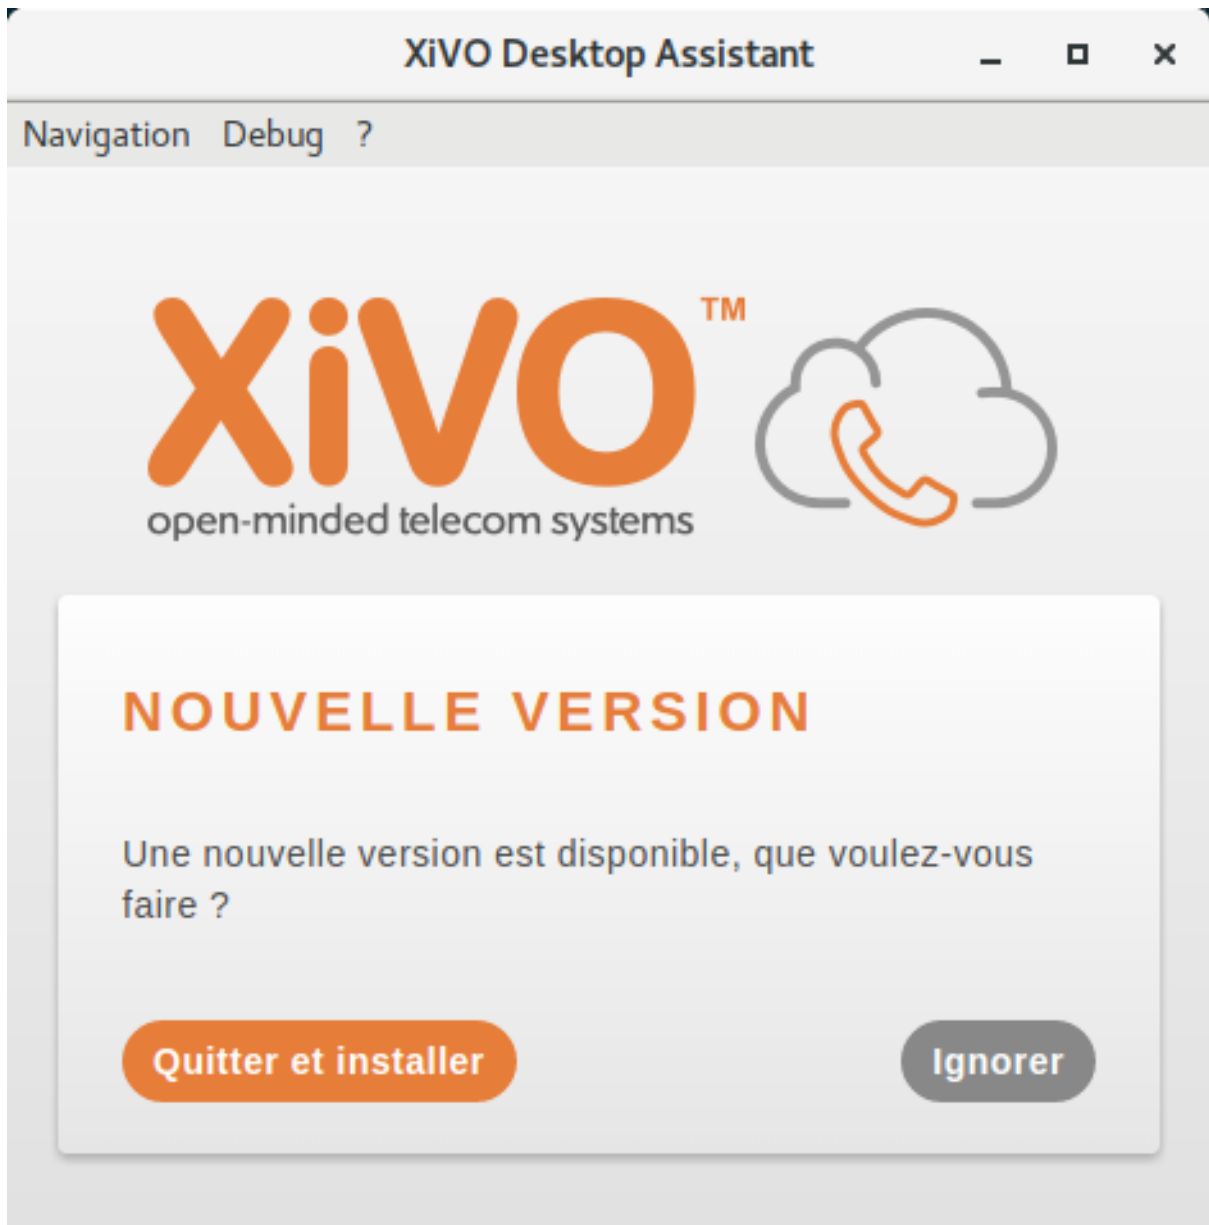 XiVO Desktop Assistant
Navigation Debug ?
XiVO™
open-minded telecom systems
NOUVELLE VERSION
Une nouvelle version est disponible, que voulez-vous
faire ?
Quitter et installer Ignorer